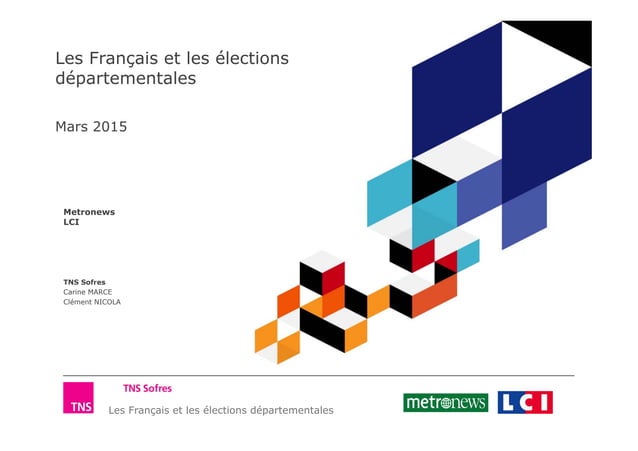 Les Français et les élections
départementales
Mars 2015
Metronews
LCI
TNS Sofres
Carine MARCE
Clément NICOLA
TNS Sofres
TNS
Les Français et les élections départementales
metronews
LCI